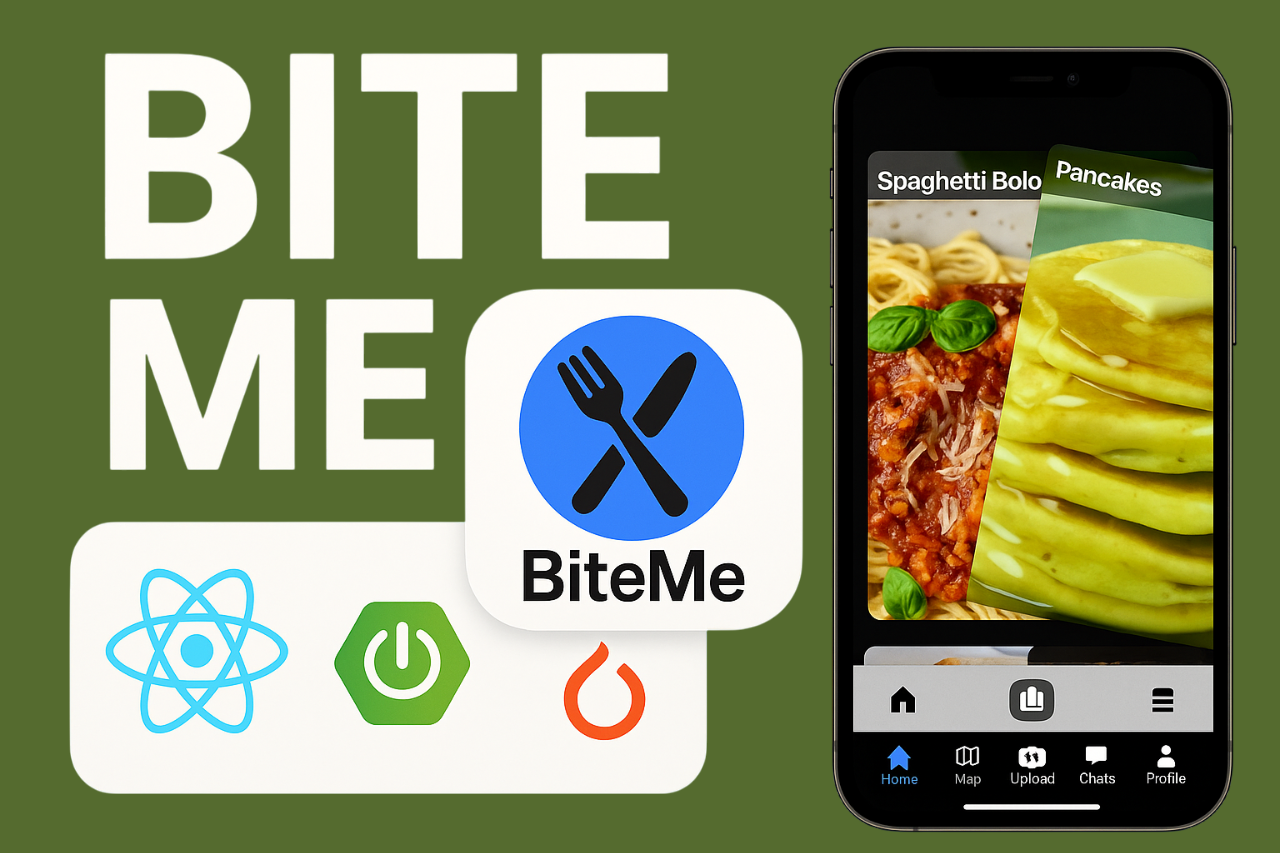 BITE
ME
BiteMe
Spaghetti Bolo
Pancakes
Home
Map
Upload
Chats
Profile